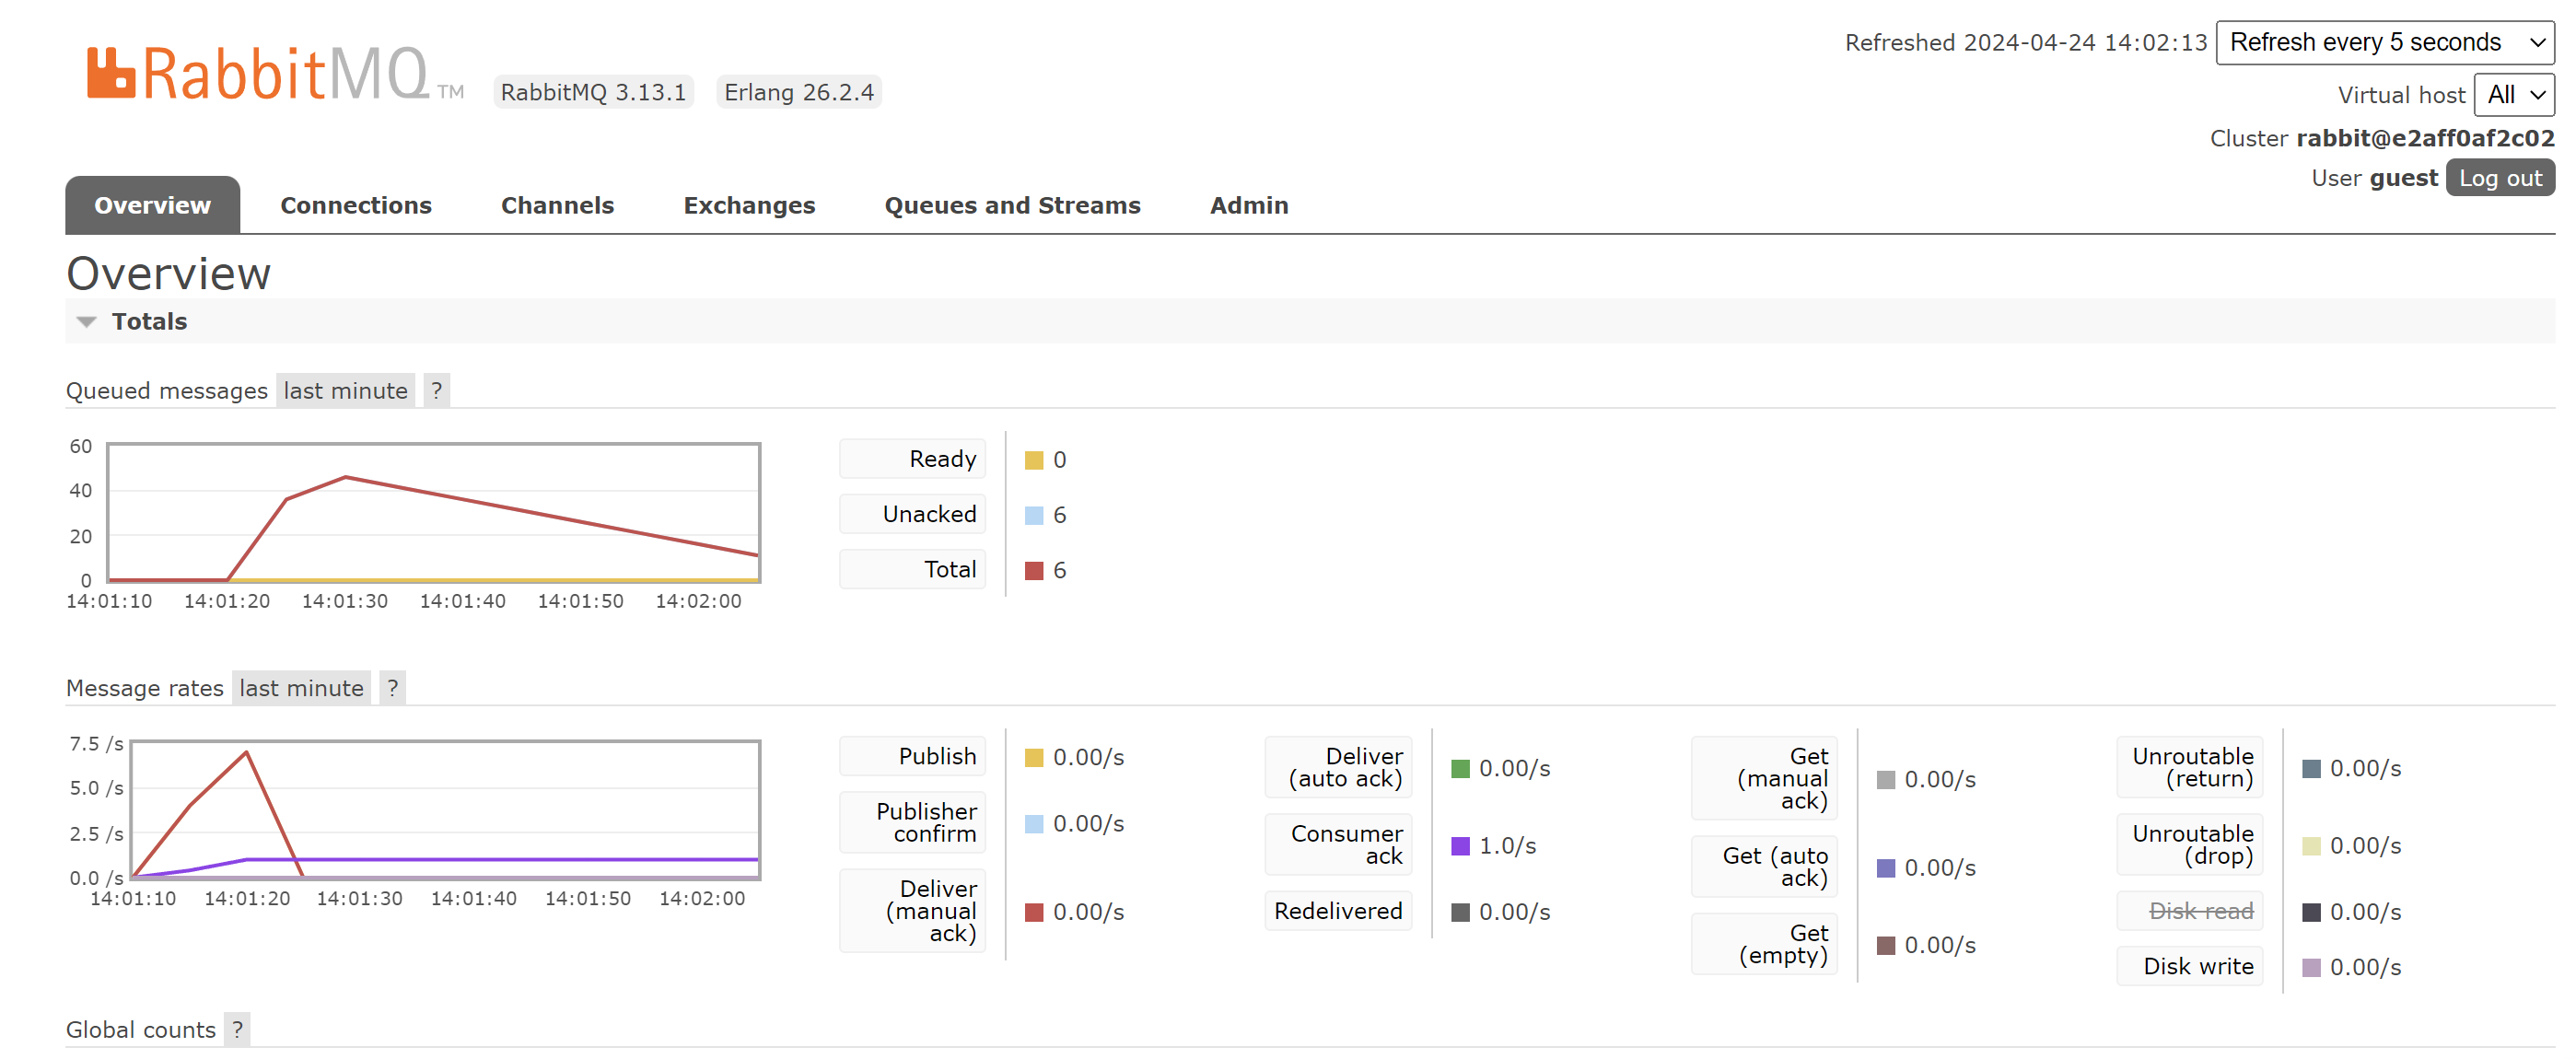 Refreshed 2024-04-24 14:02:13 Refresh every 5 seconds
RabbitMQ TM RabbitMQ 3.13.1 Erlang 26.2.4
Virtual host All
Cluster rabbit@e2aff0af2c02
User guest Log out
Overview Connections Channels Exchanges Queues and Streams Admin
Overview
Totals
Queued messages last minute ?
60
40
20
0
14:01:10 14:01:20 14:01:30 14:01:40 14:01:50 14:02:00
Ready 0
Unacked 6
Total 6
Message rates last minute ?
7.5 /s
5.0 /s
2.5 /s
0.0 /s
14:01:10 14:01:20 14:01:30 14:01:40 14:01:50 14:02:00
Publish 0.00/s
Publisher
confirm 0.00/s
Deliver
(manual
ack) 0.00/s
Deliver
(auto ack) 0.00/s
Consumer
ack 1.0/s
Redelivered 0.00/s
Get
(manual
ack) 0.00/s
Get (auto
ack) 0.00/s
Get
(empty) 0.00/s
Unroutable
(return) 0.00/s
Unroutable
(drop) 0.00/s
Disk read 0.00/s
Disk write 0.00/s
Global counts ?